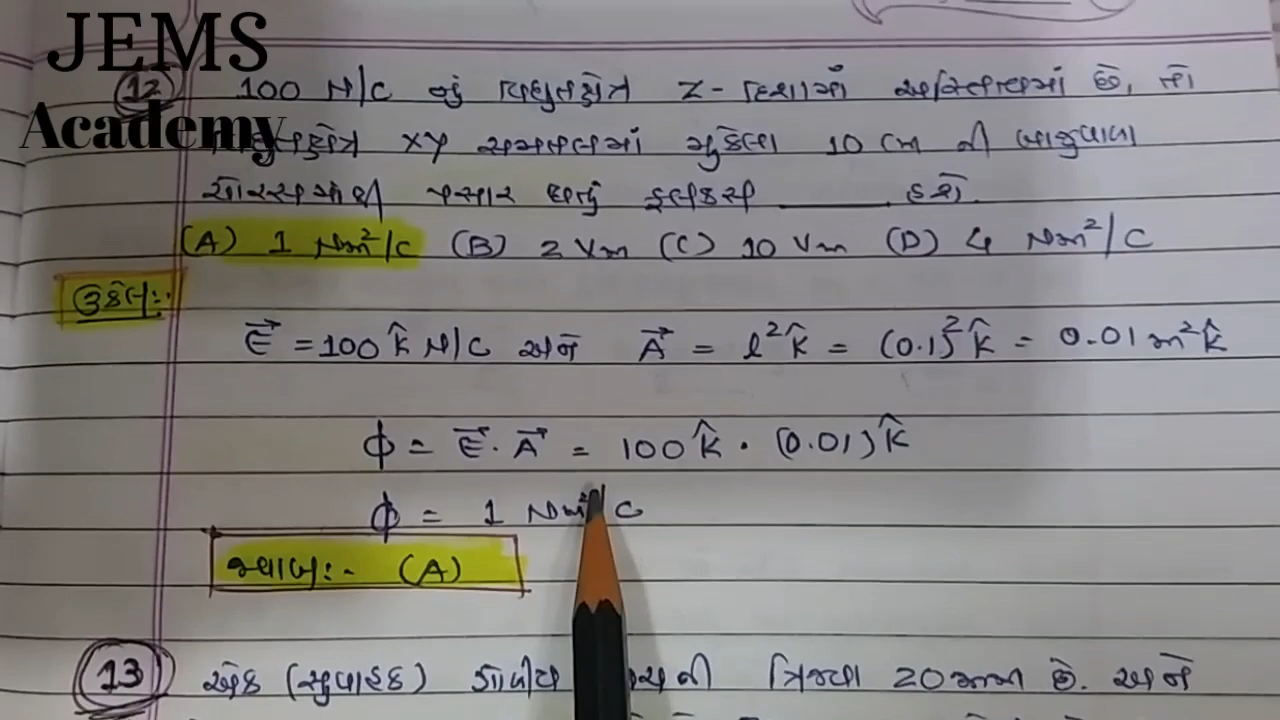 JEMS
Academy
(12) 100 N/C નું વિદ્યુતક્ષેત્ર Z- દિશામાં અસ્તિત્વમાં છે, તો
XY સમતલમાં મુકેલા 10 cm ની બાજુવાળા
ચોરસમાંથી પસાર થતું ફ્લક્સ ______ હશે.
(A) 1 Nm²/C (B) 2 Vm (C) 10 Vm (D) 4 Nm²/C
ઉકેલ:-
E⃗ = 100 k̂ N/C અને A⃗ = l² k̂ = (0.1)² k̂ = 0.01 m² k̂
ϕ = E⃗ · A⃗ = 100 k̂ · (0.01) k̂
ϕ = 1 Nm²/C
જવાબ:- (A)
(13) એક (સુવાહક) ત્રિજ્યા 20 છે. અને